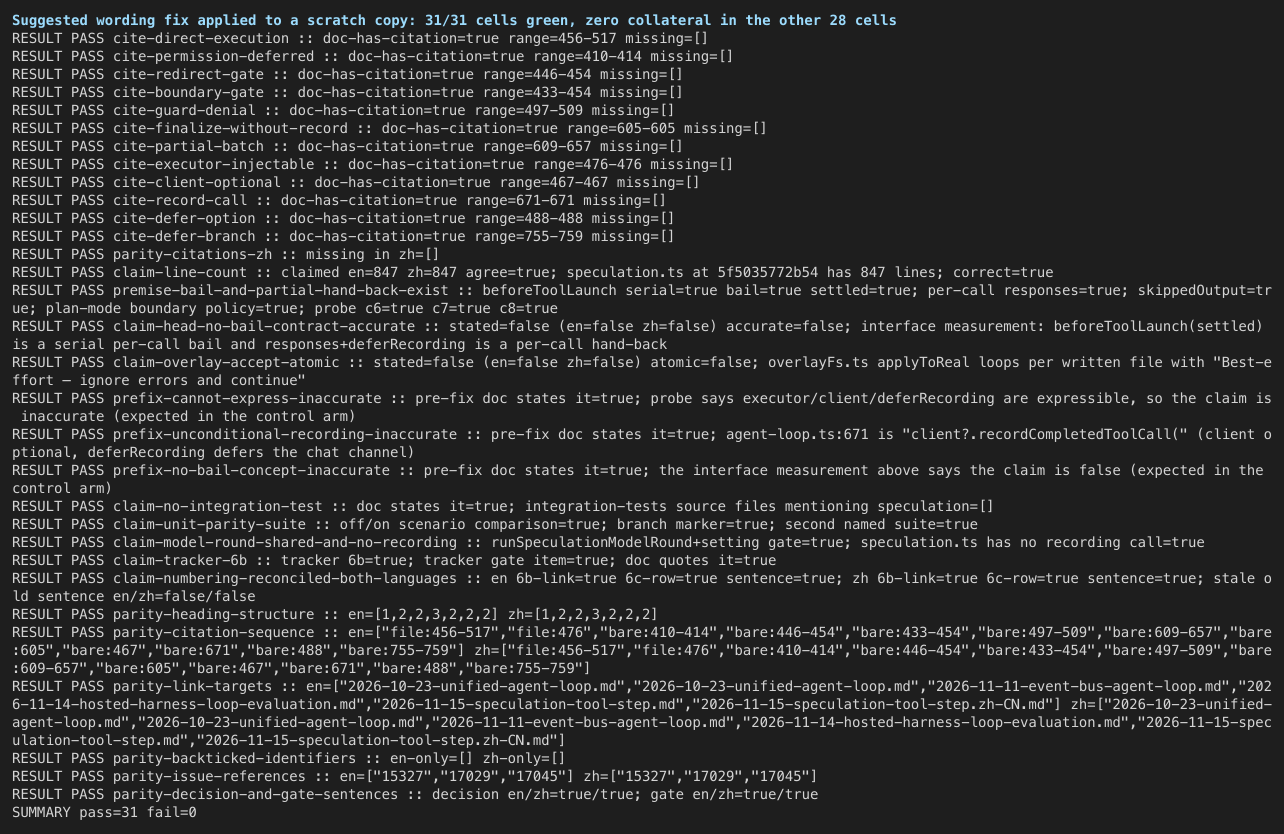 Suggested wording fix applied to a scratch copy: 31/31 cells green, zero collateral in the other 28 cells
RESULT PASS cite-direct-execution :: doc-has-citation=true range=456-517 missing=[]
RESULT PASS cite-permission-deferred :: doc-has-citation=true range=410-414 missing=[]
RESULT PASS cite-redirect-gate :: doc-has-citation=true range=446-454 missing=[]
RESULT PASS cite-boundary-gate :: doc-has-citation=true range=433-454 missing=[]
RESULT PASS cite-guard-denial :: doc-has-citation=true range=497-509 missing=[]
RESULT PASS cite-finalize-without-record :: doc-has-citation=true range=605-605 missing=[]
RESULT PASS cite-partial-batch :: doc-has-citation=true range=609-657 missing=[]
RESULT PASS cite-executor-injectable :: doc-has-citation=true range=476-476 missing=[]
RESULT PASS cite-client-optional :: doc-has-citation=true range=467-467 missing=[]
RESULT PASS cite-record-call :: doc-has-citation=true range=671-671 missing=[]
RESULT PASS cite-defer-option :: doc-has-citation=true range=488-488 missing=[]
RESULT PASS cite-defer-branch :: doc-has-citation=true range=755-759 missing=[]
RESULT PASS parity-citations-zh :: missing in zh=[]
RESULT PASS claim-line-count :: claimed en=847 zh=847 agree=true; speculation.ts at 5f5035772b54 has 847 lines; correct=true
RESULT PASS premise-bail-and-partial-hand-back-exist :: beforeToolLaunch serial=true bail=true settled=true; per-call responses=true; skippedOutput=tr
ue; plan-mode boundary policy=true; probe c6=true c7=true c8=true
RESULT PASS claim-head-no-bail-contract-accurate :: stated=false (en=false zh=false) accurate=false; interface measurement: beforeToolLaunch(settled)
is a serial per-call bail and responses+deferRecording is a per-call hand-back
RESULT PASS claim-overlay-accept-atomic :: stated=false (en=false zh=false) atomic=false; overlayFs.ts applyToReal loops per written file with "Best-e
ffort — ignore errors and continue"
RESULT PASS prefix-cannot-express-inaccurate :: pre-fix doc states it=true; probe says executor/client/deferRecording are expressible, so the claim is
inaccurate (expected in the control arm)
RESULT PASS prefix-unconditional-recording-inaccurate :: pre-fix doc states it=true; agent-loop.ts:671 is "client?.recordCompletedToolCall(" (client o
ptional, deferRecording defers the chat channel)
RESULT PASS prefix-no-bail-concept-inaccurate :: pre-fix doc states it=true; the interface measurement above says the claim is false (expected in the
control arm)
RESULT PASS claim-no-integration-test :: doc states it=true; integration-tests source files mentioning speculation=[]
RESULT PASS claim-unit-parity-suite :: off/on scenario comparison=true; branch marker=true; second named suite=true
RESULT PASS claim-model-round-shared-and-no-recording :: runSpeculationModelRound+setting gate=true; speculation.ts has no recording call=true
RESULT PASS claim-tracker-6b :: tracker 6b=true; tracker gate item=true; doc quotes it=true
RESULT PASS claim-numbering-reconciled-both-languages :: en 6b-link=true 6c-row=true sentence=true; zh 6b-link=true 6c-row=true sentence=true; stale o
ld sentence en/zh=false/false
RESULT PASS parity-heading-structure :: en=[1,2,2,3,2,2,2] zh=[1,2,2,3,2,2,2]
RESULT PASS parity-citation-sequence :: en=["file:456-517","file:476","bare:410-414","bare:446-454","bare:433-454","bare:497-509","bare:609-657","bare
:605","bare:467","bare:671","bare:488","bare:755-759"] zh=["file:456-517","file:476","bare:410-414","bare:446-454","bare:433-454","bare:497-509","bare
:609-657","bare:605","bare:467","bare:671","bare:488","bare:755-759"]
RESULT PASS parity-link-targets :: en=["2026-10-23-unified-agent-loop.md","2026-10-23-unified-agent-loop.md","2026-11-11-event-bus-agent-loop.md","202
6-11-14-hosted-harness-loop-evaluation.md","2026-11-15-speculation-tool-step.md","2026-11-15-speculation-tool-step.zh-CN.md"] zh=["2026-10-23-unified-
agent-loop.md","2026-10-23-unified-agent-loop.md","2026-11-11-event-bus-agent-loop.md","2026-11-14-hosted-harness-loop-evaluation.md","2026-11-15-spec
ulation-tool-step.md","2026-11-15-speculation-tool-step.zh-CN.md"]
RESULT PASS parity-backticked-identifiers :: en-only=[] zh-only=[]
RESULT PASS parity-issue-references :: en=["15327","17029","17045"] zh=["15327","17029","17045"]
RESULT PASS parity-decision-and-gate-sentences :: decision en/zh=true/true; gate en/zh=true/true
SUMMARY pass=31 fail=0